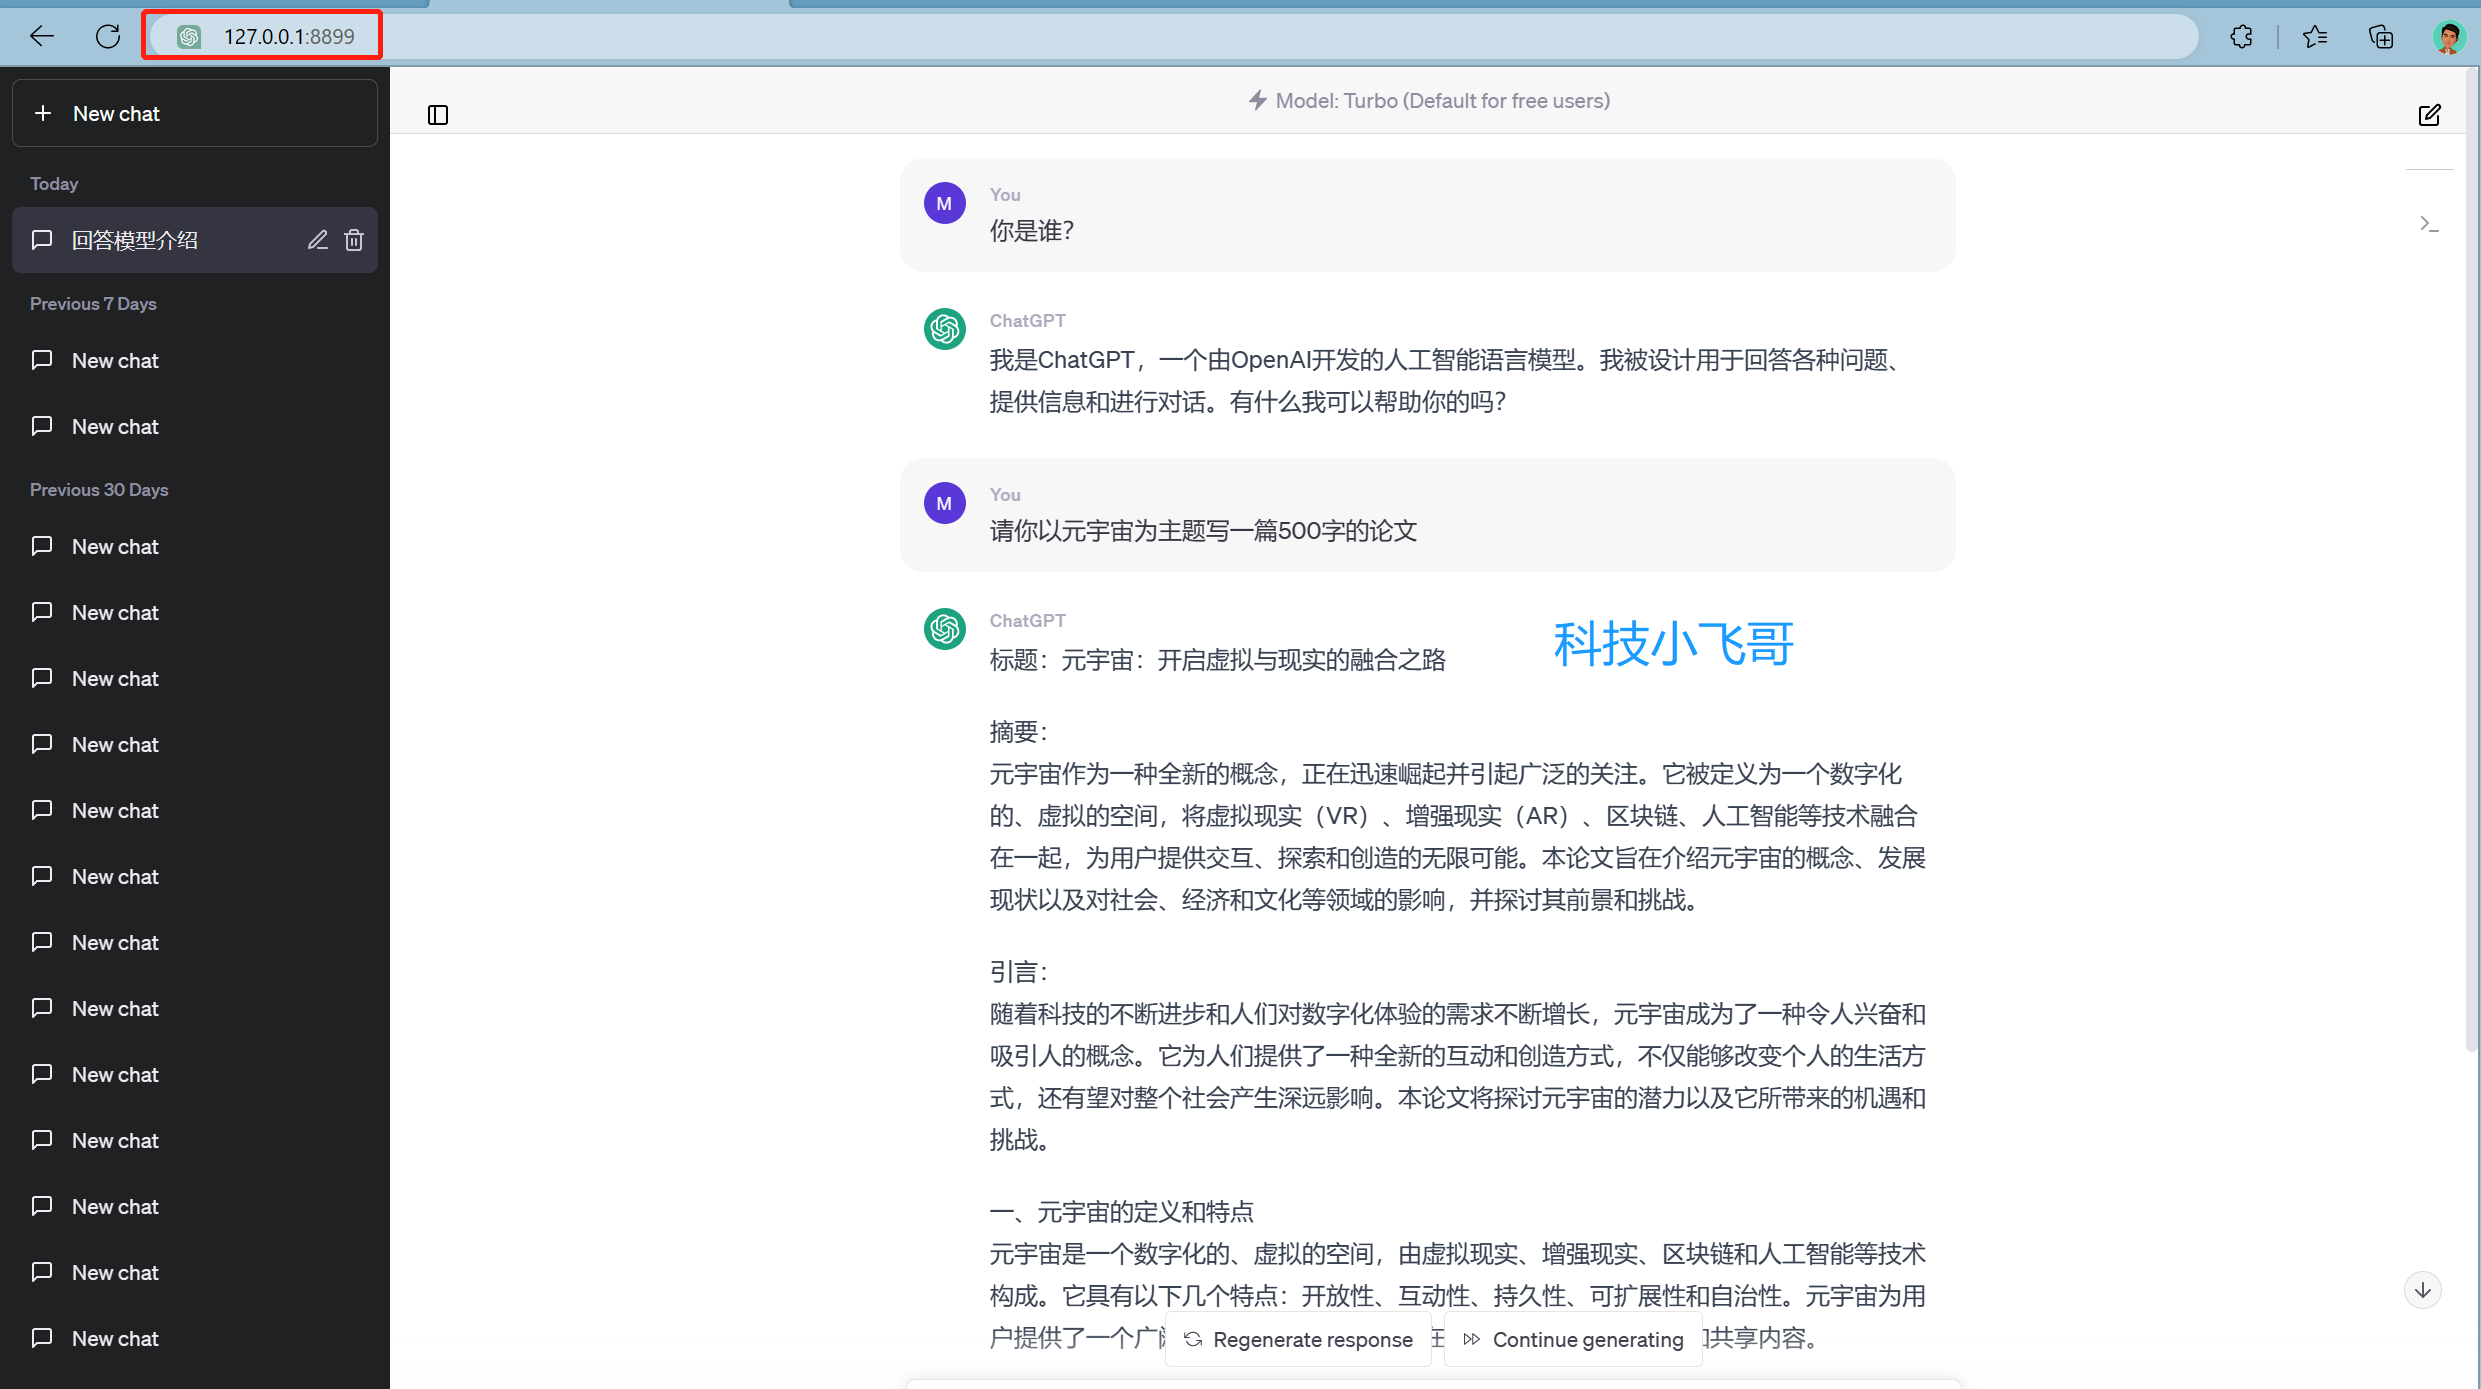 127.0.0.1:8899
New chat
Today
回答模型介绍
Previous 7 Days
New chat
New chat
Previous 30 Days
New chat
New chat
New chat
New chat
New chat
New chat
New chat
New chat
New chat
New chat
New chat
New chat
New chat
Model: Turbo (Default for free users)
M
You
你是谁?
ChatGPT
我是ChatGPT，一个由OpenAI开发的人工智能语言模型。我被设计用于回答各种问题、
提供信息和进行对话。有什么我可以帮助你的吗?
M
You
请你以元宇宙为主题写一篇500字的论文
ChatGPT
标题：元宇宙：开启虚拟与现实的融合之路
科技小飞哥
摘要：
元宇宙作为一种全新的概念，正在迅速崛起并引起广泛的关注。它被定义为一个数字化
的、虚拟的空间，将虚拟现实（VR）、增强现实（AR）、区块链、人工智能等技术融合
在一起，为用户提供交互、探索和创造的无限可能。本论文旨在介绍元宇宙的概念、发展
现状以及对社会、经济和文化等领域的影响，并探讨其前景和挑战。
引言：
随着科技的不断进步和人们对数字化体验的需求不断增长，元宇宙成为了一种令人兴奋和
吸引人的概念。它为人们提供了一种全新的互动和创造方式，不仅能够改变个人的生活方
式，还有望对整个社会产生深远影响。本论文将探讨元宇宙的潜力以及它所带来的机遇和
挑战。
一、元宇宙的定义和特点
元宇宙是一个数字化的、虚拟的空间，由虚拟现实、增强现实、区块链和人工智能等技术
构成。它具有以下几个特点：开放性、互动性、持久性、可扩展性和自治性。元宇宙为用
户提供了一个广 共享内容。
Regenerate response
Continue generating